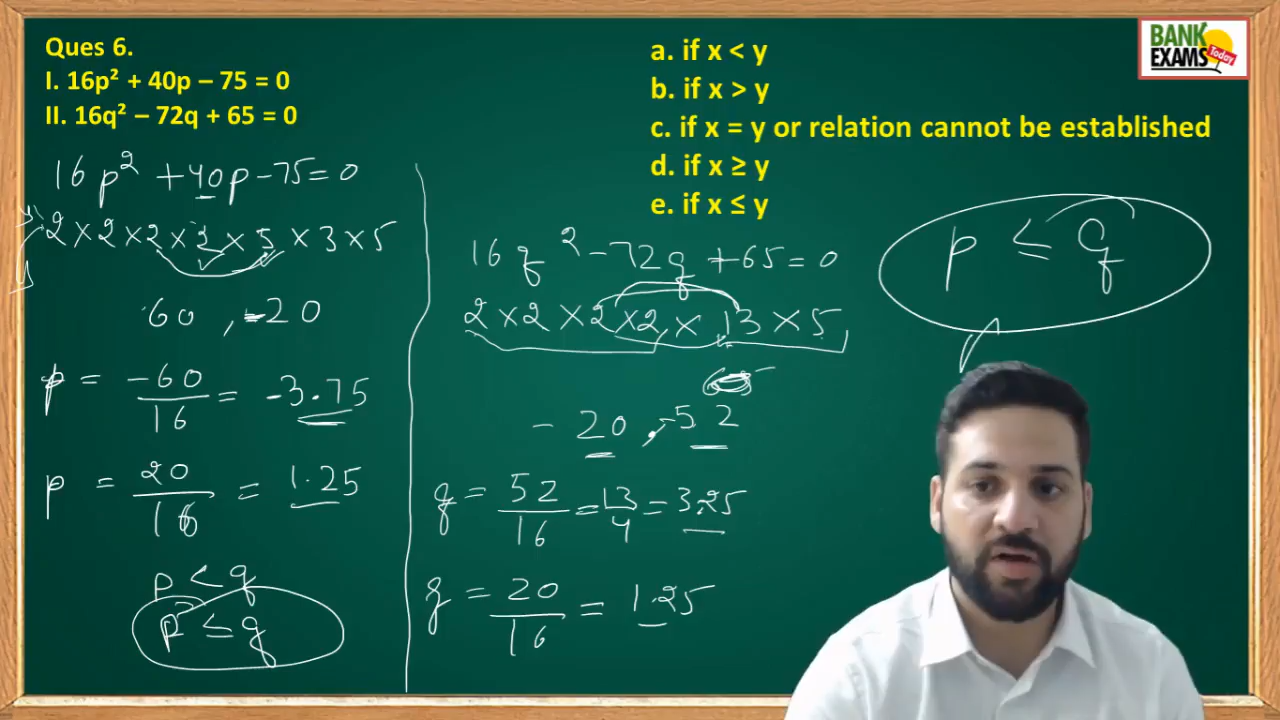 Ques 6.
I. 16p² + 40p – 75 = 0
II. 16q² – 72q + 65 = 0
a. if x < y
b. if x > y
c. if x = y or relation cannot be established
d. if x ≥ y
e. if x ≤ y
BANK
EXAMS Today
16p² + 40p - 75 = 0
2 × 2 × 2 × 2 × 5 × 3 × 5
60 , -20
p = -60/16 = -3.75
p = 20/16 = 1.25
p < q
p ≤ q
16q² - 72q + 65 = 0
2 × 2 × 2 × 2 × 13 × 5
- 20 , -52
q = 52/16 = 13/4 = 3.25
q = 20/16 = 1.25
p ≤ q